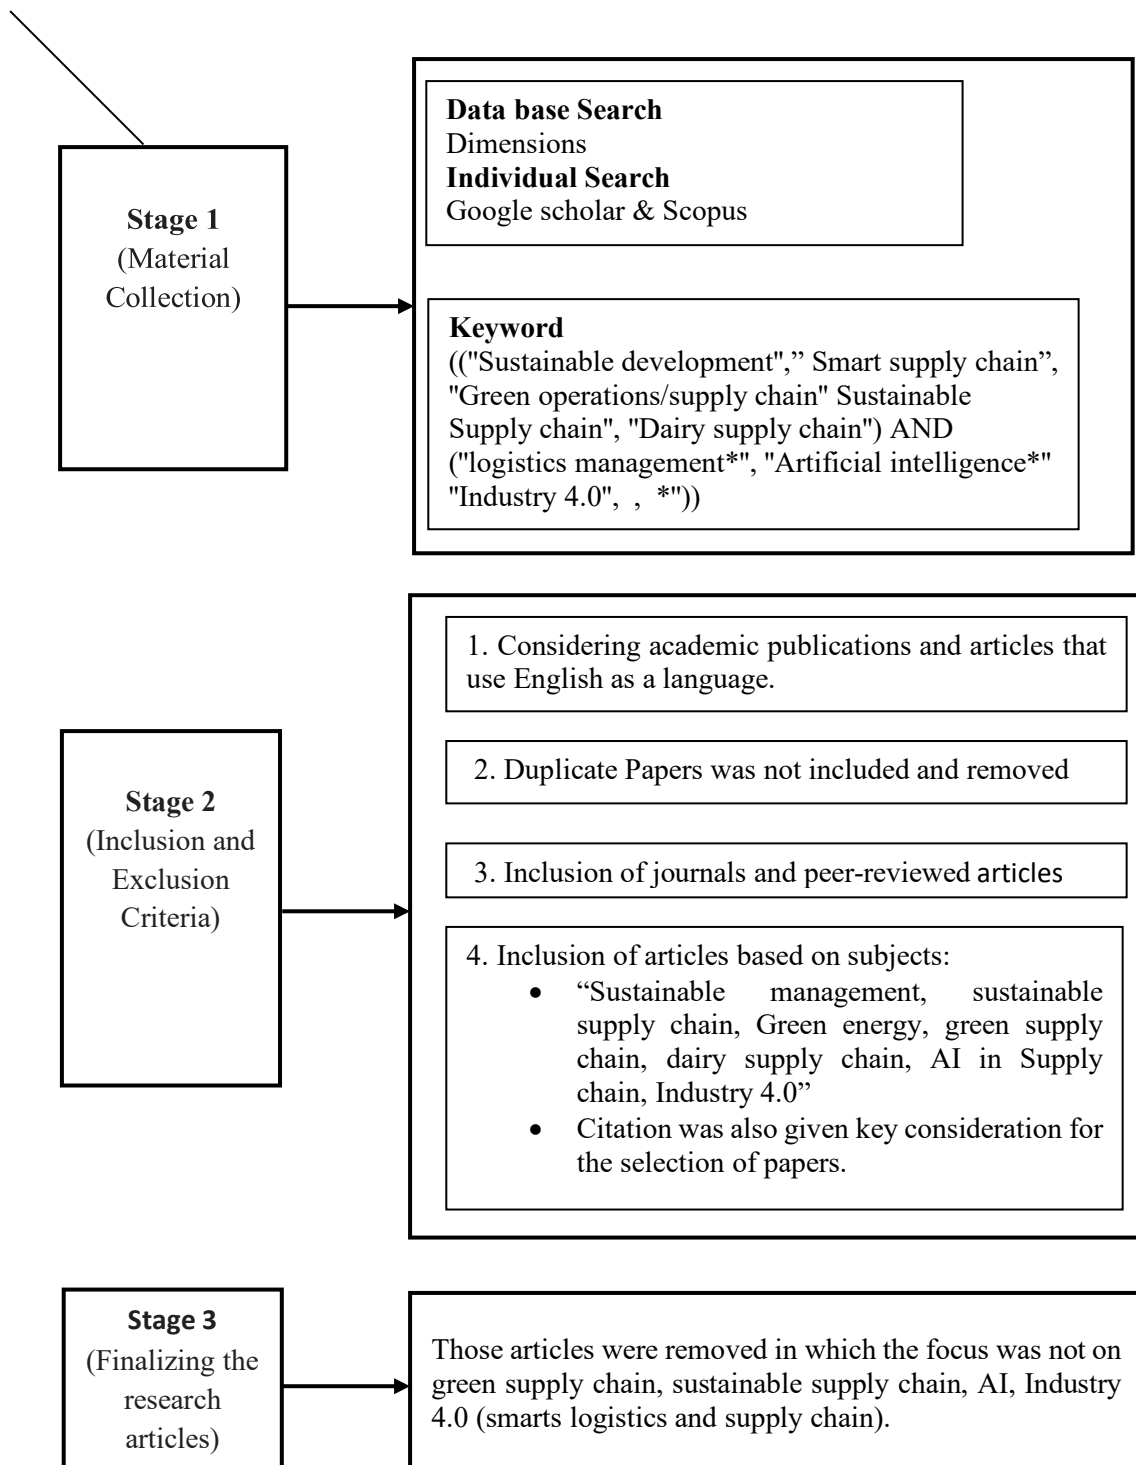 Stage 1
(Material
Collection)
Data base Search
Dimensions
Individual Search
Google scholar & Scopus
Keyword
(("Sustainable development",” Smart supply chain”,
"Green operations/supply chain" Sustainable
Supply chain", "Dairy supply chain") AND
("logistics management*", "Artificial intelligence*"
"Industry 4.0", , *"))
Stage 2
(Inclusion and
Exclusion
Criteria)
1. Considering academic publications and articles that
use English as a language.
2. Duplicate Papers was not included and removed
3. Inclusion of journals and peer-reviewed articles
4. Inclusion of articles based on subjects:
• “Sustainable management, sustainable
supply chain, Green energy, green supply
chain, dairy supply chain, AI in Supply
chain, Industry 4.0”
• Citation was also given key consideration for
the selection of papers.
Stage 3
(Finalizing the
research
articles)
Those articles were removed in which the focus was not on
green supply chain, sustainable supply chain, AI, Industry
4.0 (smarts logistics and supply chain).